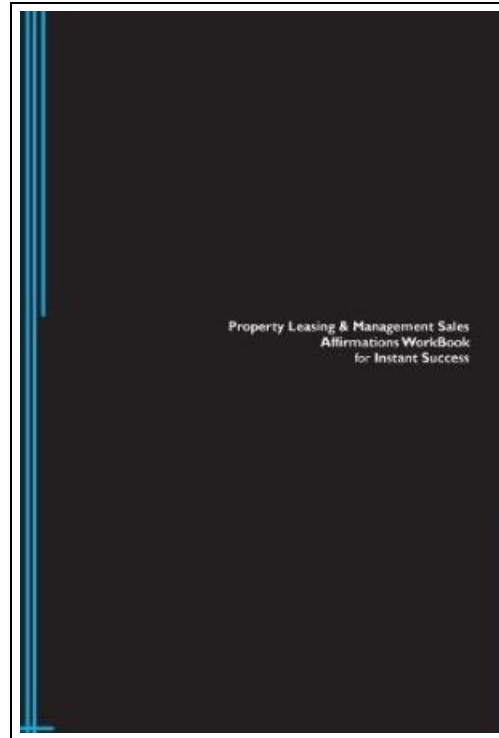 Property Leasing & Management Sales
Affirmations WorkBook
for Instant Success